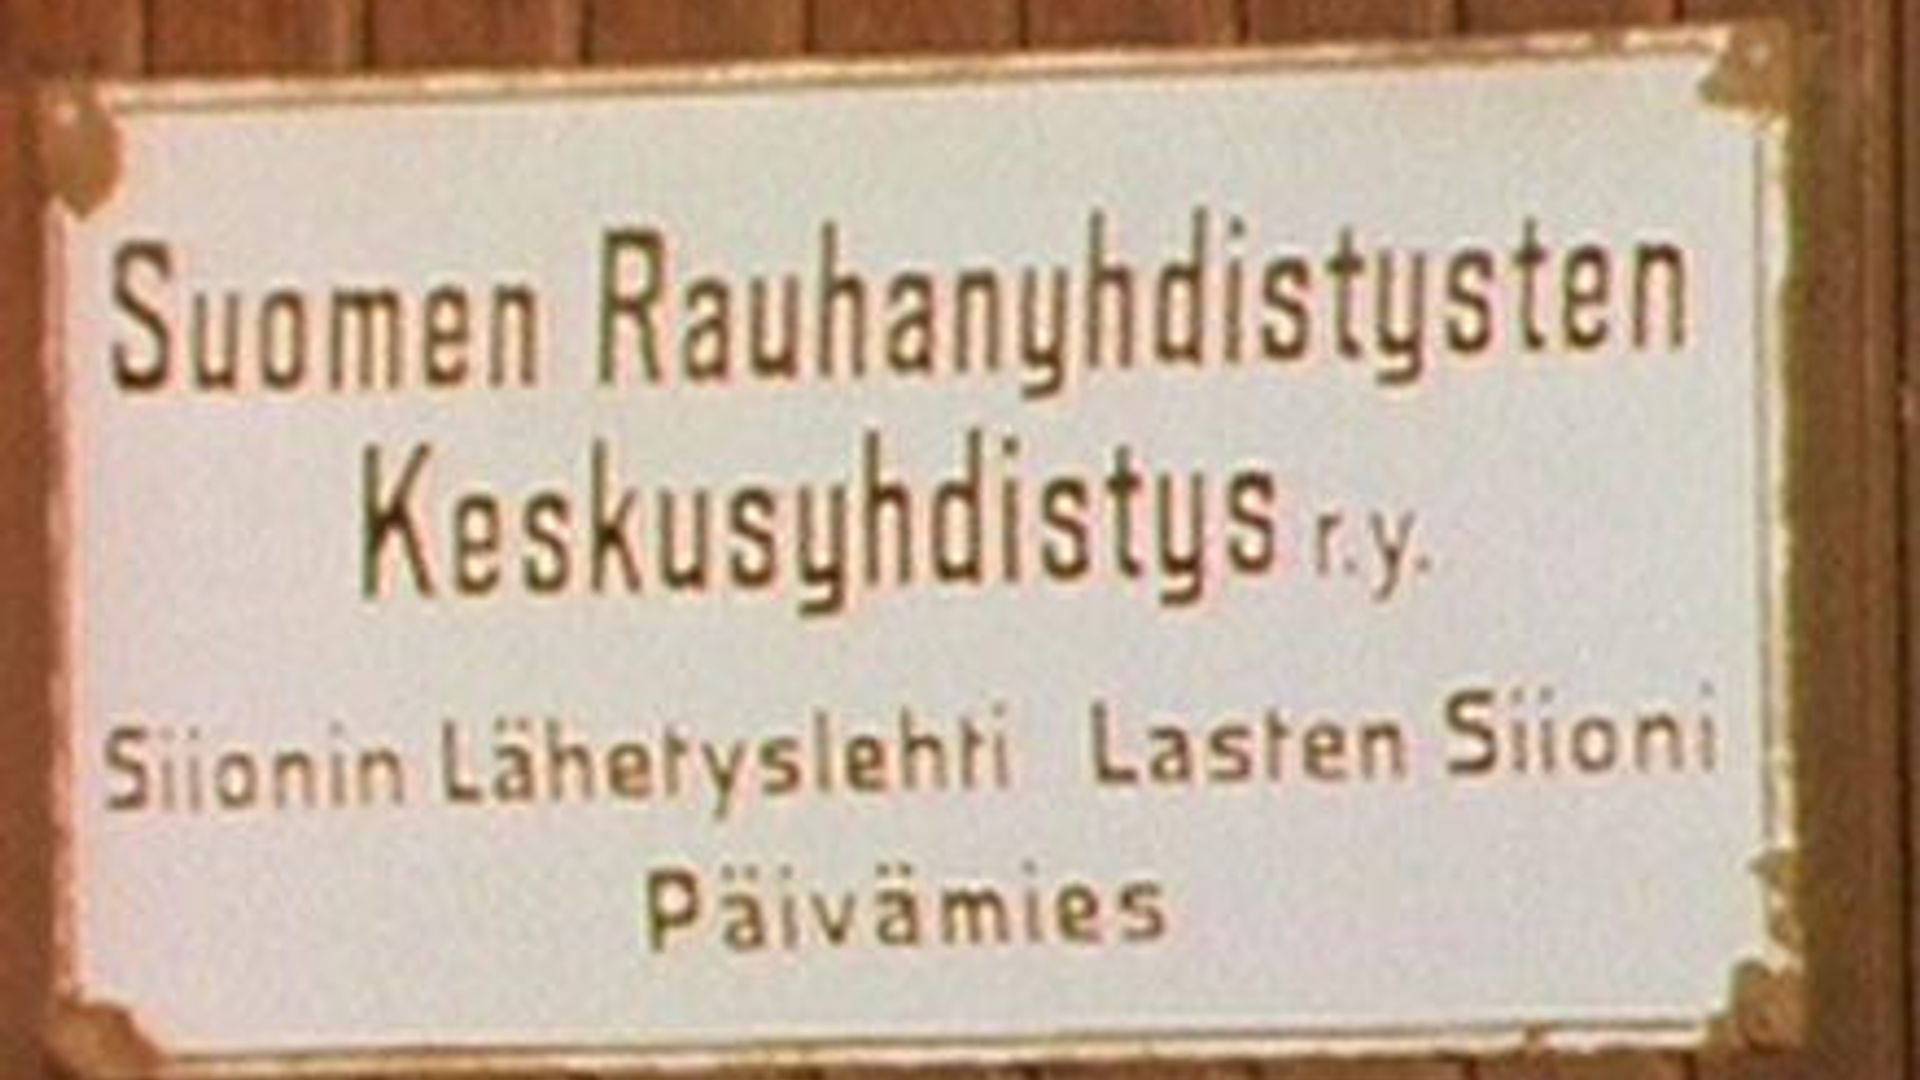 Suomen Rauhanyhdistysten
Keskusyhdistys r.y.
Siionin Lähetyslehti Lasten Siioni
Päivämies